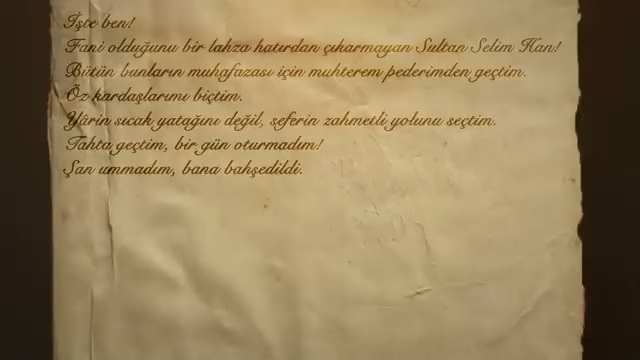 İşte ben!
Fani olduğunu bir lahza hatırdan çıkarmayan Sultan Selim Han!
Bütün bunların muhafazası için muhterem pederimden geçtim.
Öz kardaşlarımı biçtim.
Yârin sıcak yatağını değil, seferin zahmetli yolunu seçtim.
Tahta geçtim, bir gün oturmadım!
Şan ummadım, bana bahşedildi.